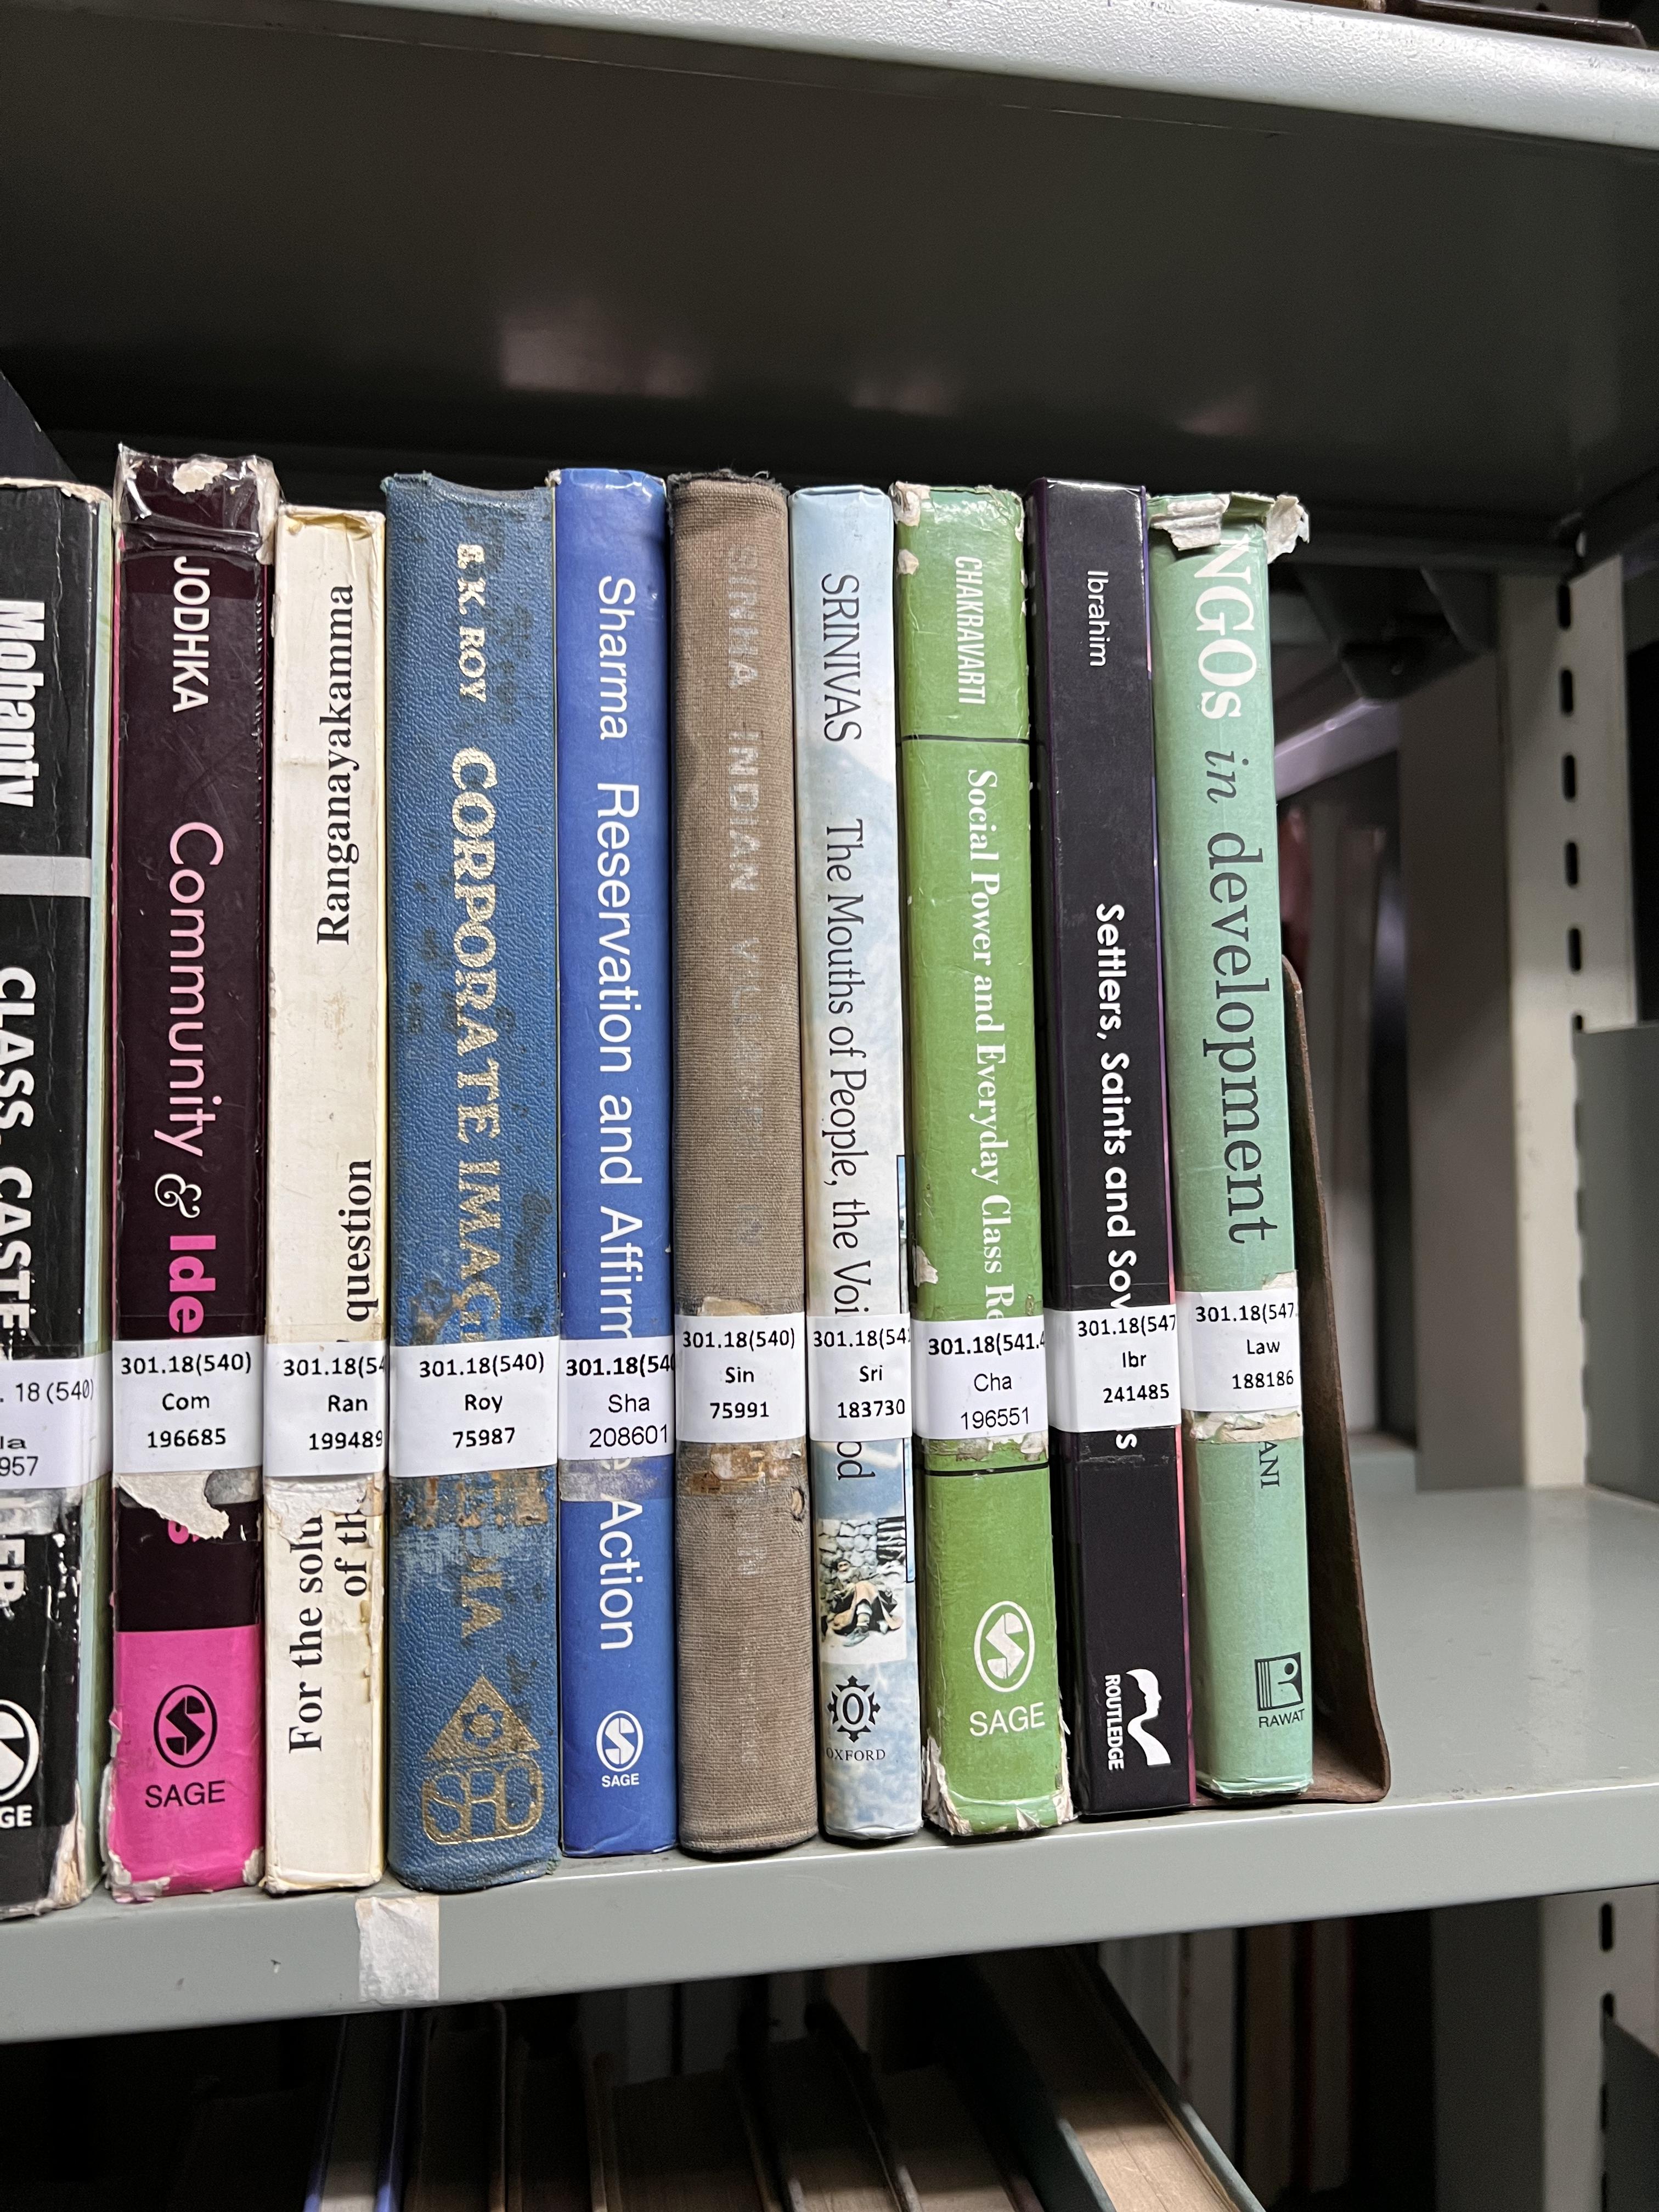 Mohanty
CLASS, CASTE
. 18 (540)
la
957
GE
JODHKA
Community & Ide
301.18(540)
Com
196685
s
SAGE
Ranganayakamma
question
301.18(54
Ran
199489
For the solu
of th
B. K. ROY
CORPORATE IMAG
301.18(540)
Roy
75987
SRO
Sharma
Reservation and Affirm
301.18(540
Sha
208601
e Action
SAGE
SINHA INDIAN
301.18(540)
Sin
75991
SRINIVAS
The Mouths of People, the Voi
301.18(541
Sri
183730
od
OXFORD
CHAKRAVARTI
Social Power and Everyday Class Re
301.18(541.4
Cha
196551
SAGE
Ibrahim
Settlers, Saints and Sov
301.18(547
Ibr
241485
s
ROUTLEDGE
NGOs in development
301.18(547.
Law
188186
ANI
RAWAT